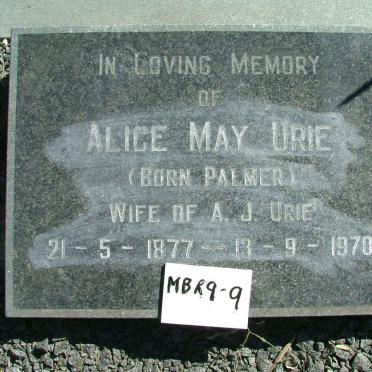 IN LOVING MEMORY
OF
ALICE MAY URIE
(BORN PALMER)
WIFE OF A. J. URIE
21 - 5 - 1877 - 13 - 9 - 1970
MBR9-9